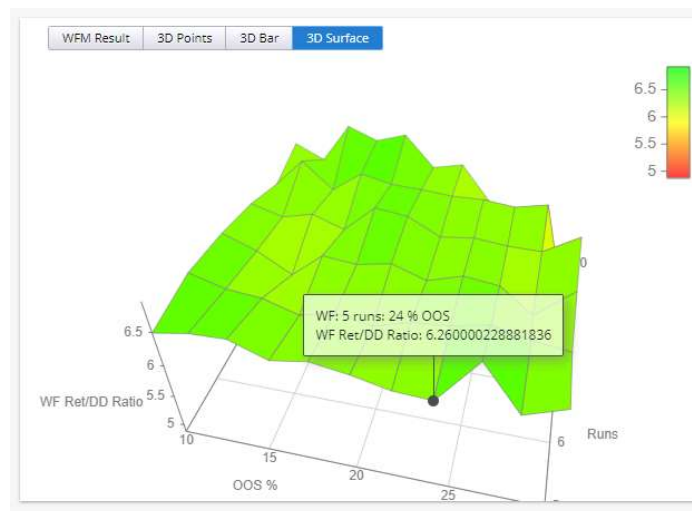 WFM Result 3D Points 3D Bar 3D Surface
6.5
6
5.5
5
0
WF: 5 runs: 24 % OOS
WF Ret/DD Ratio: 6.260000228881836
6.5
6
5.5
5
WF Ret/DD Ratio
10
15
20
25
OOS %
6
Runs